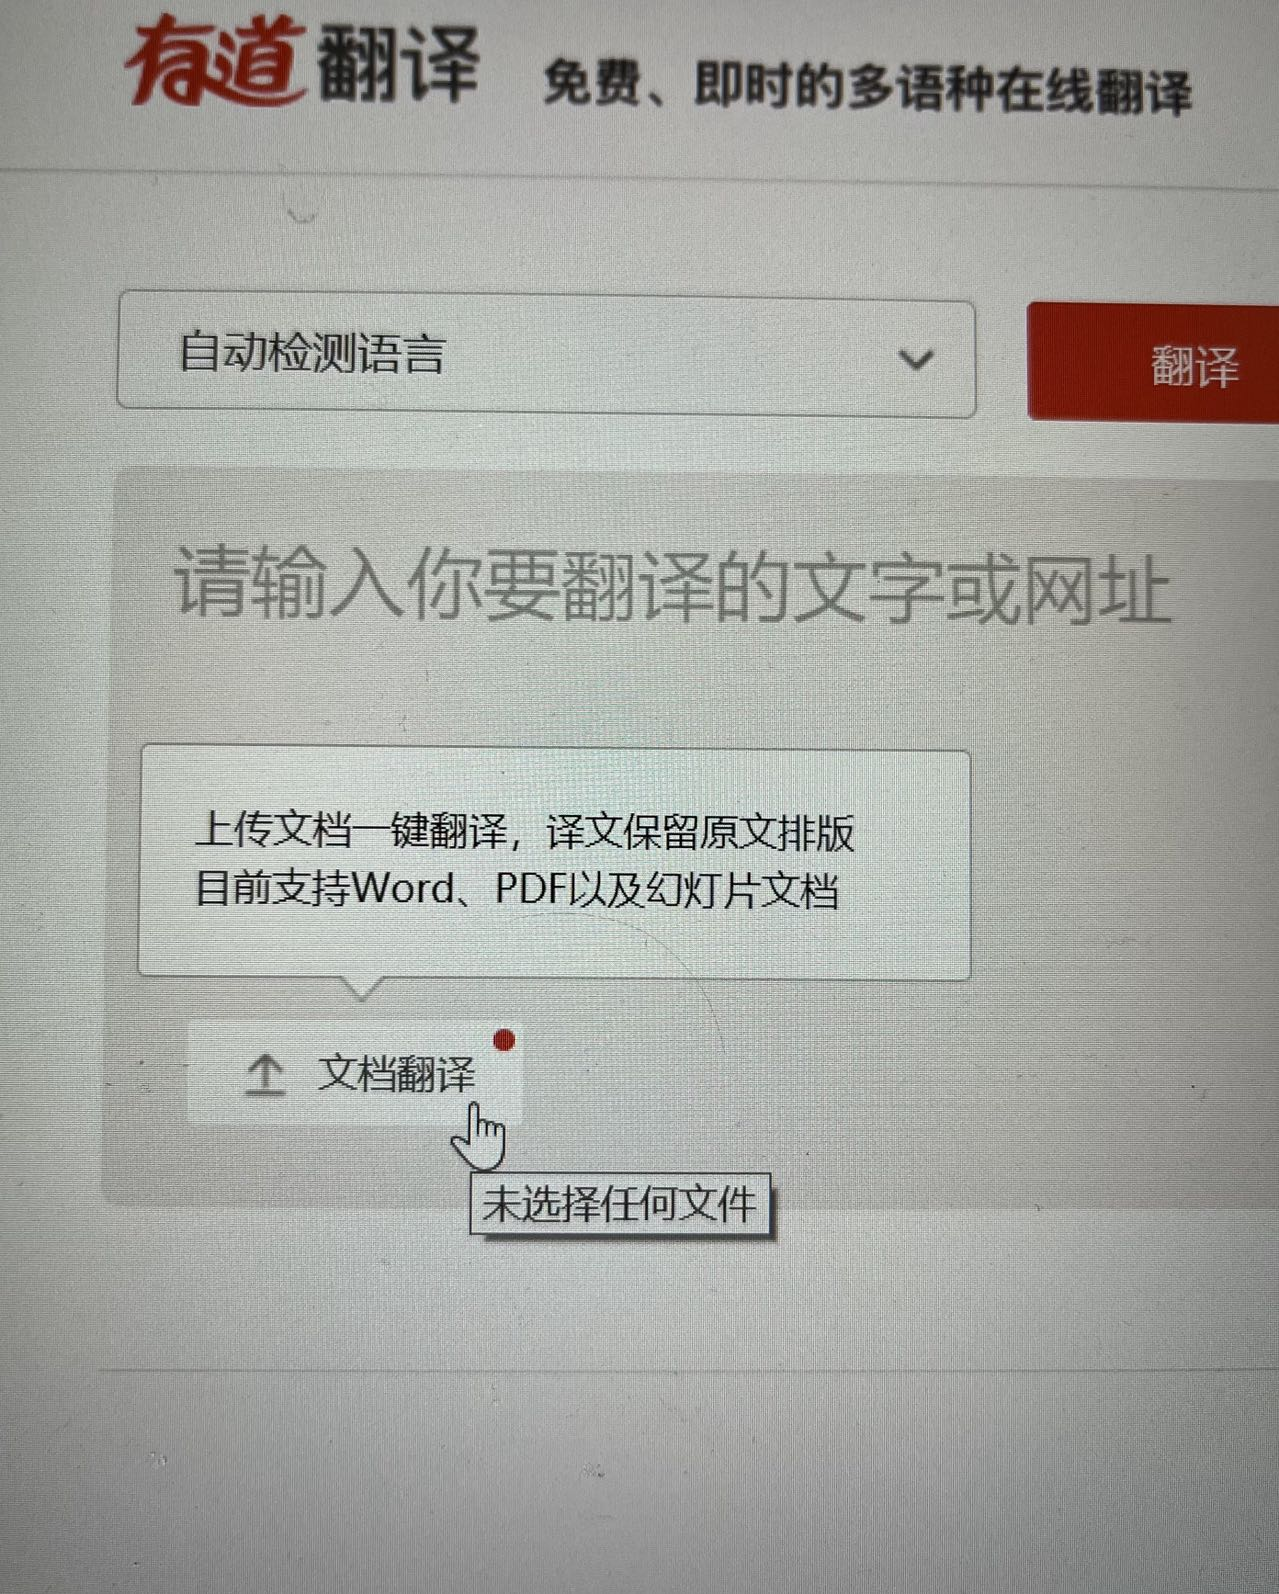 有道翻译 免费、即时的多语种在线翻译
自动检测语言
翻译
请输入你要翻译的文字或网址
上传文档一键翻译，译文保留原文排版
目前支持Word、PDF以及幻灯片文档
文档翻译
未选择任何文件